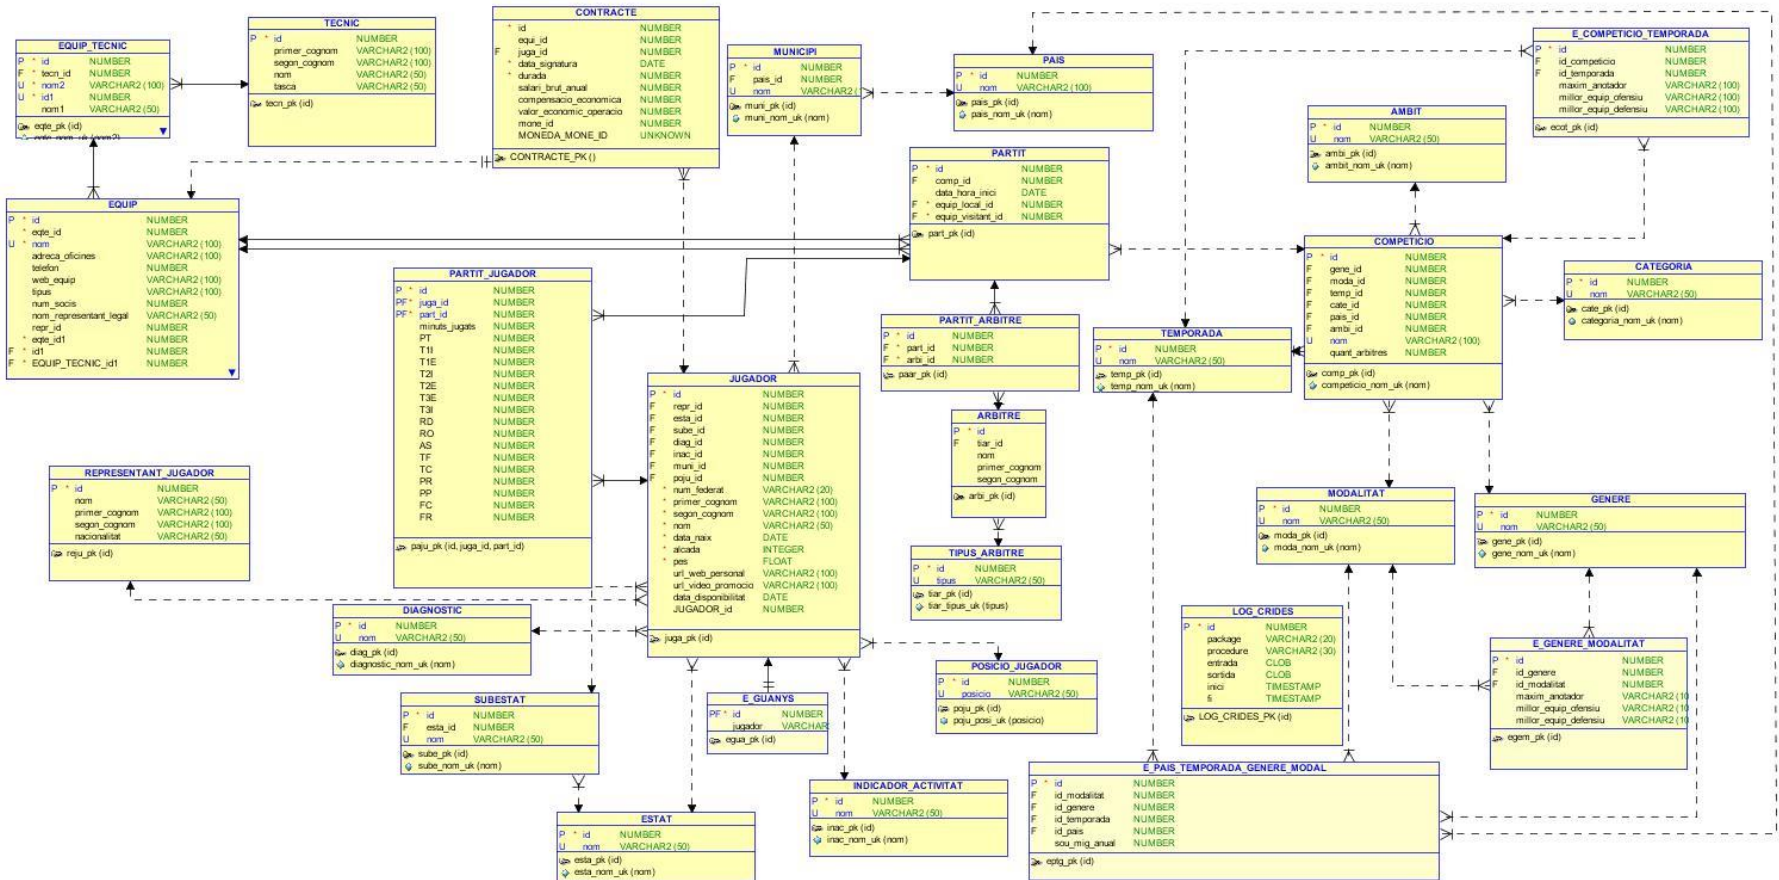 EQUIP_TECNIC
P * id NUMBER
F * tecn_id NUMBER
U * nom2 VARCHAR2 (100)
U * id1 NUMBER
nom1 VARCHAR2 (50)
eqte_pk (id)
eqte_nom_uk (nom2)
TECNIC
P * id NUMBER
primer_cognom VARCHAR2 (100)
segon_cognom VARCHAR2 (100)
nom VARCHAR2 (50)
tasca VARCHAR2 (50)
tecn_pk (id)
CONTRACTE
* id NUMBER
equi_id NUMBER
F juga_id NUMBER
* data_signatura DATE
* durada NUMBER
salari_brut_anual NUMBER
compensacio_economica NUMBER
valor_economic_operacio NUMBER
mone_id NUMBER
MONEDA_MONE_ID UNKNOWN
CONTRACTE_PK ()
MUNICIPI
P * id NUMBER
F pais_id NUMBER
U nom VARCHAR2 (
muni_pk (id)
muni_nom_uk (nom)
PAIS
P * id NUMBER
U nom VARCHAR2 (100)
pais_pk (id)
pais_nom_uk (nom)
E_COMPETICIO_TEMPORADA
P * id NUMBER
F id_competicio NUMBER
F id_temporada NUMBER
maxim_anotador VARCHAR2 (100)
millor_equip_ofensiu VARCHAR2 (100)
millor_equip_defensiu VARCHAR2 (100)
ecot_pk (id)
AMBIT
P * id NUMBER
U nom VARCHAR2 (50)
ambi_pk (id)
ambit_nom_uk (nom)
PARTIT
P * id NUMBER
F comp_id NUMBER
data_hora_inici DATE
F * equip_local_id NUMBER
F * equip_visitant_id NUMBER
part_pk (id)
EQUIP
P * id NUMBER
* eqte_id NUMBER
U * nom VARCHAR2 (100)
adreca_oficines VARCHAR2 (100)
telefon NUMBER
web_equip VARCHAR2 (100)
tipus VARCHAR2 (100)
num_socis NUMBER
nom_representant_legal VARCHAR2 (50)
repr_id NUMBER
* eqte_id1 NUMBER
F * id1 NUMBER
F * EQUIP_TECNIC_id1 NUMBER
COMPETICIO
P * id NUMBER
F gene_id NUMBER
F moda_id NUMBER
F temp_id NUMBER
F cate_id NUMBER
F pais_id NUMBER
F ambi_id NUMBER
U nom VARCHAR2 (100)
quant_arbitres NUMBER
comp_pk (id)
competicio_nom_uk (nom)
CATEGORIA
P * id NUMBER
U nom VARCHAR2 (50)
cate_pk (id)
categoria_nom_uk (nom)
PARTIT_JUGADOR
P * id NUMBER
PF* juga_id NUMBER
PF* part_id NUMBER
minuts_jugats NUMBER
PT NUMBER
T1I NUMBER
T1E NUMBER
T2I NUMBER
T2E NUMBER
T3E NUMBER
T3I NUMBER
RD NUMBER
RO NUMBER
AS NUMBER
TF NUMBER
TC NUMBER
PR NUMBER
PP NUMBER
FC NUMBER
FR NUMBER
paju_pk (id, juga_id, part_id)
PARTIT_ARBITRE
P * id NUMBER
F * part_id NUMBER
F * arbi_id NUMBER
paar_pk (id)
TEMPORADA
P * id NUMBER
U nom VARCHAR2 (50)
temp_pk (id)
temp_nom_uk (nom)
JUGADOR
P * id NUMBER
F repr_id NUMBER
F esta_id NUMBER
F sube_id NUMBER
F diag_id NUMBER
F inac_id NUMBER
F muni_id NUMBER
F poju_id NUMBER
* num_federat VARCHAR2 (20)
* primer_cognom VARCHAR2 (100)
* segon_cognom VARCHAR2 (100)
* nom VARCHAR2 (50)
* data_naix DATE
* alcada INTEGER
* pes FLOAT
url_web_personal VARCHAR2 (100)
url_video_promocio VARCHAR2 (100)
data_disponibilitat DATE
JUGADOR_id NUMBER
juga_pk (id)
ARBITRE
P * id
F tiar_id
nom
primer_cognom
segon_cognom
arbi_pk (id)
REPRESENTANT_JUGADOR
P * id NUMBER
nom VARCHAR2 (50)
primer_cognom VARCHAR2 (100)
segon_cognom VARCHAR2 (100)
nacionalitat VARCHAR2 (50)
reju_pk (id)
MODALITAT
P * id NUMBER
U nom VARCHAR2 (50)
moda_pk (id)
moda_nom_uk (nom)
GENERE
P * id NUMBER
U nom VARCHAR2 (50)
gene_pk (id)
gene_nom_uk (nom)
TIPUS_ARBITRE
P * id NUMBER
U tipus VARCHAR2 (50)
tiar_pk (id)
tiar_tipus_uk (tipus)
DIAGNOSTIC
P * id NUMBER
U nom VARCHAR2 (50)
diag_pk (id)
diagnostic_nom_uk (nom)
LOG_CRIDES
P * id NUMBER
package VARCHAR2 (20)
procedure VARCHAR2 (30)
entrada CLOB
sortida CLOB
inici TIMESTAMP
fi TIMESTAMP
LOG_CRIDES_PK (id)
E_GENERE_MODALITAT
P * id NUMBER
F id_genere NUMBER
F id_modalitat NUMBER
maxim_anotador VARCHAR2 (10
millor_equip_ofensiu VARCHAR2 (10
millor_equip_defensiu VARCHAR2 (10
egem_pk (id)
POSICIO_JUGADOR
P * id NUMBER
U posicio VARCHAR2 (50)
poju_pk (id)
poju_posi_uk (posicio)
SUBESTAT
P * id NUMBER
F esta_id NUMBER
U nom VARCHAR2 (50)
sube_pk (id)
sube_nom_uk (nom)
E_GUANYS
PF* id NUMBER
jugador VARCHAR
egua_pk (id)
INDICADOR_ACTIVITAT
P * id NUMBER
U nom VARCHAR2 (50)
inac_pk (id)
inac_nom_uk (nom)
E_PAIS_TEMPORADA_GENERE_MODAL
P * id NUMBER
F id_modalitat NUMBER
F id_genere NUMBER
F id_temporada NUMBER
F id_pais NUMBER
sou_mig_anual NUMBER
eptg_pk (id)
ESTAT
P * id NUMBER
U nom VARCHAR2 (50)
esta_pk (id)
esta_nom_uk (nom)